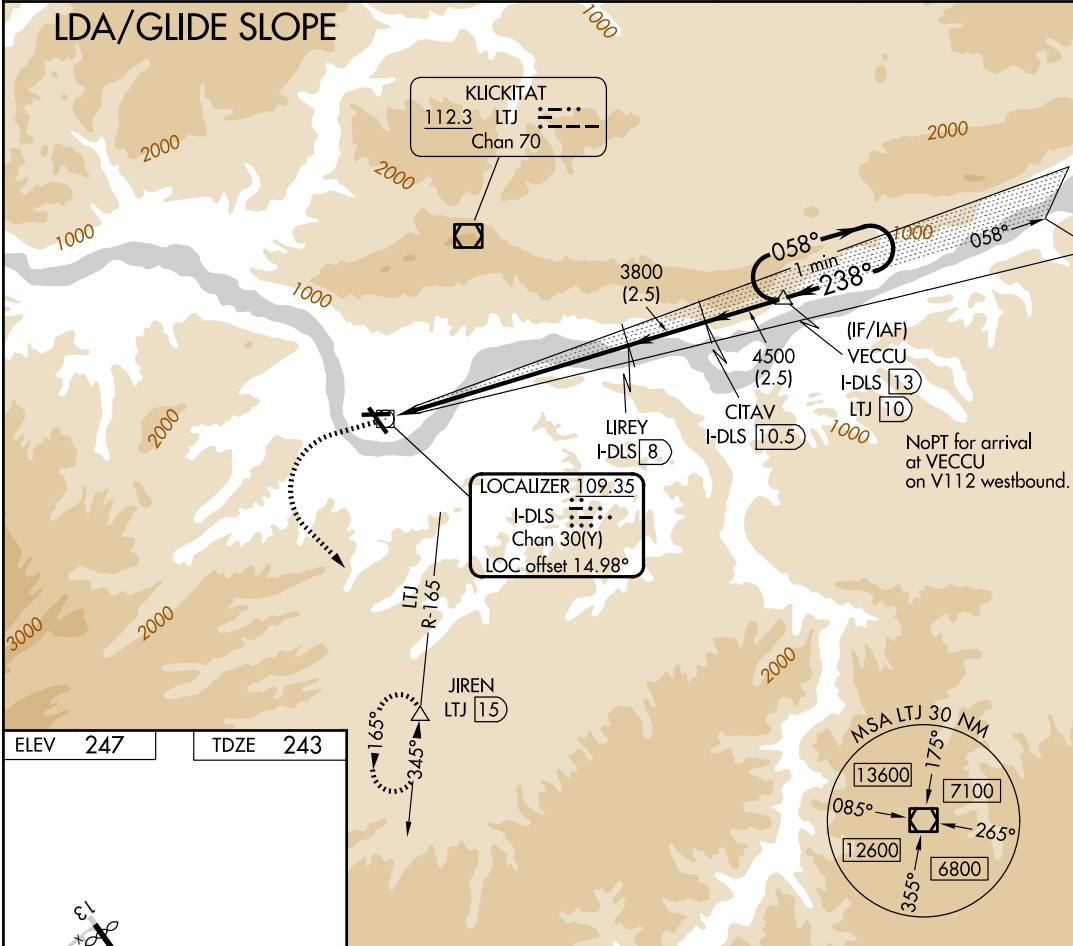 LDA/GLIDE SLOPE
1000
KLICKITAT
112.3 LTJ
Chan 70
2000
2000
2000
1000
1000
1000
058°
1 min
238°
058°
3800
(2.5)
4500
(2.5)
(IF/IAF)
VECCU
I-DLS 13
LTJ 10
CITAV
I-DLS 10.5
LIREY
I-DLS 8
1000
NoPT for arrival
at VECCU
on V112 westbound.
2000
LOCALIZER 109.35
I-DLS
Chan 30(Y)
LOC offset 14.98°
LTJ
R-165
3000
2000
2000
JIREN
LTJ 15
165°
345°
MSA LTJ 30 NM
175°
13600
7100
085°
265°
12600
6800
355°
ELEV 247
TDZE 243
13